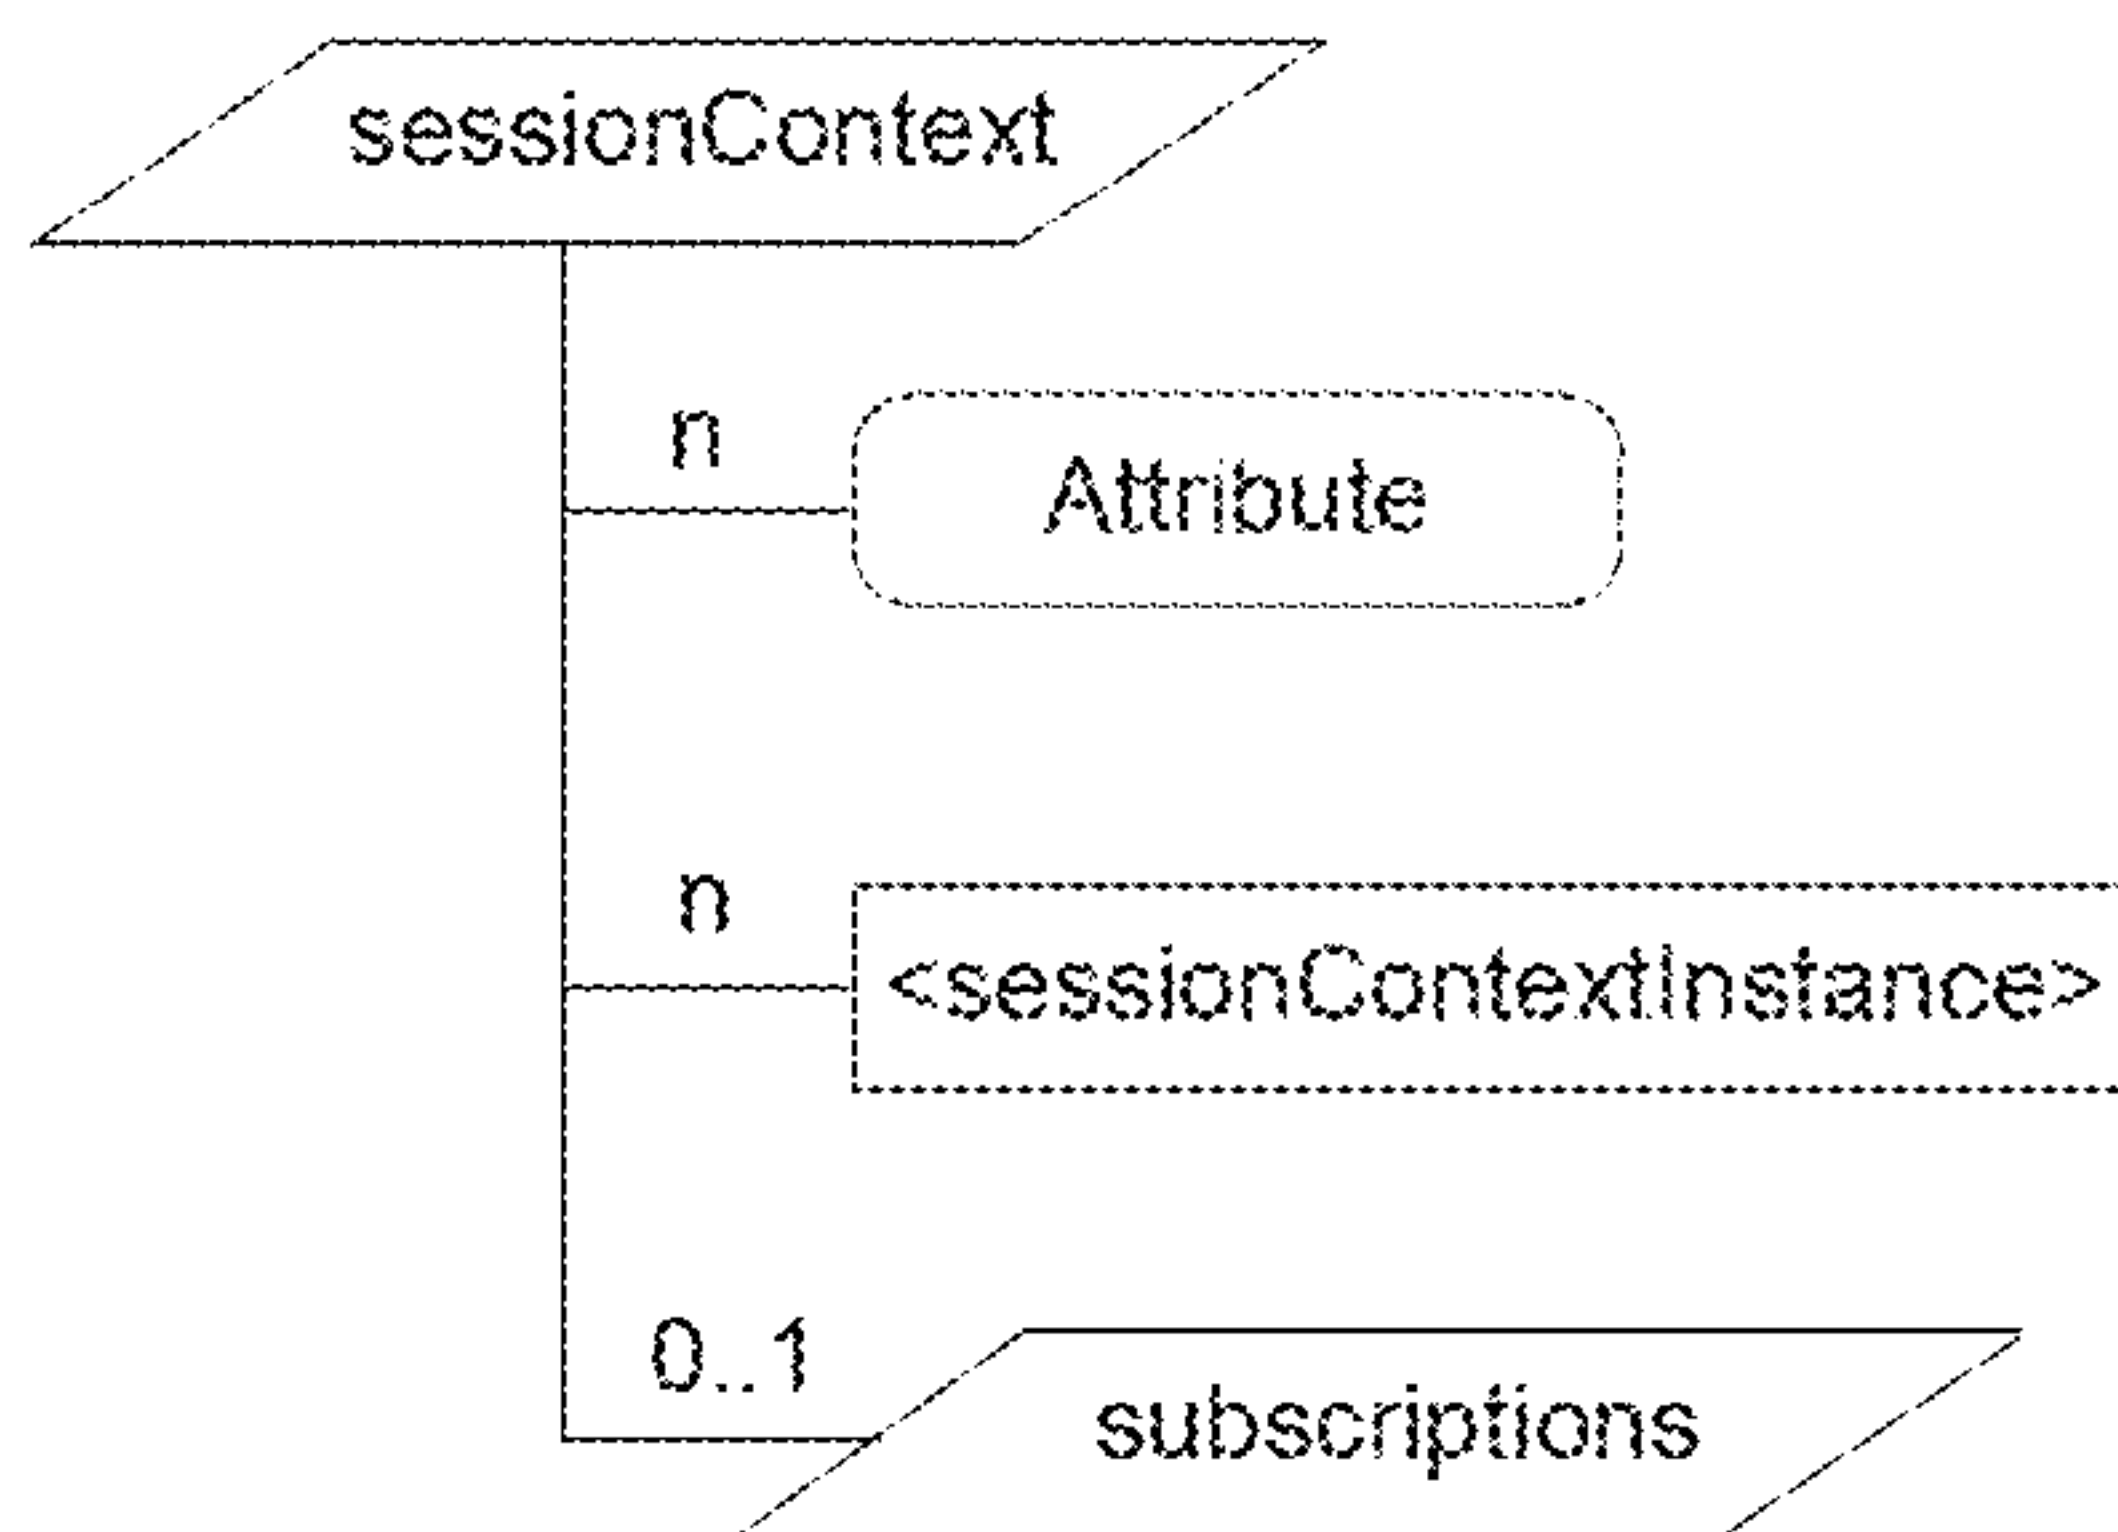 sessionContext
n
Attribute
n
<sessionContextInstance>
0..1
subscriptions